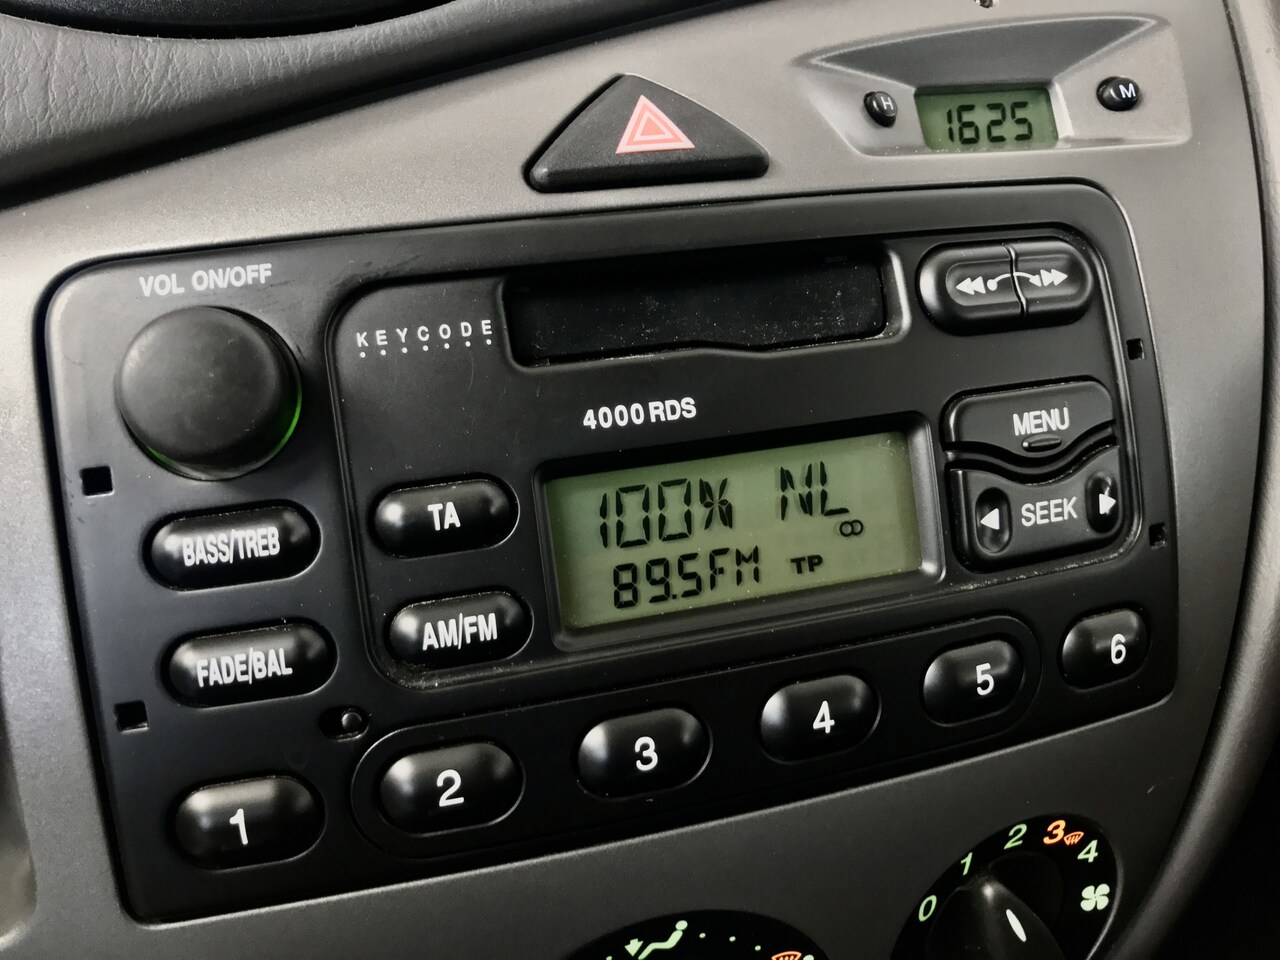 H
1625
M
VOL ON/OFF
KEYCODE
4000 RDS
MENU
TA
100% NL
SEEK
BASS/TREB
89.5FM TP
AM/FM
FADE/BAL
1
2
3
4
5
6
0
1
2
3
4